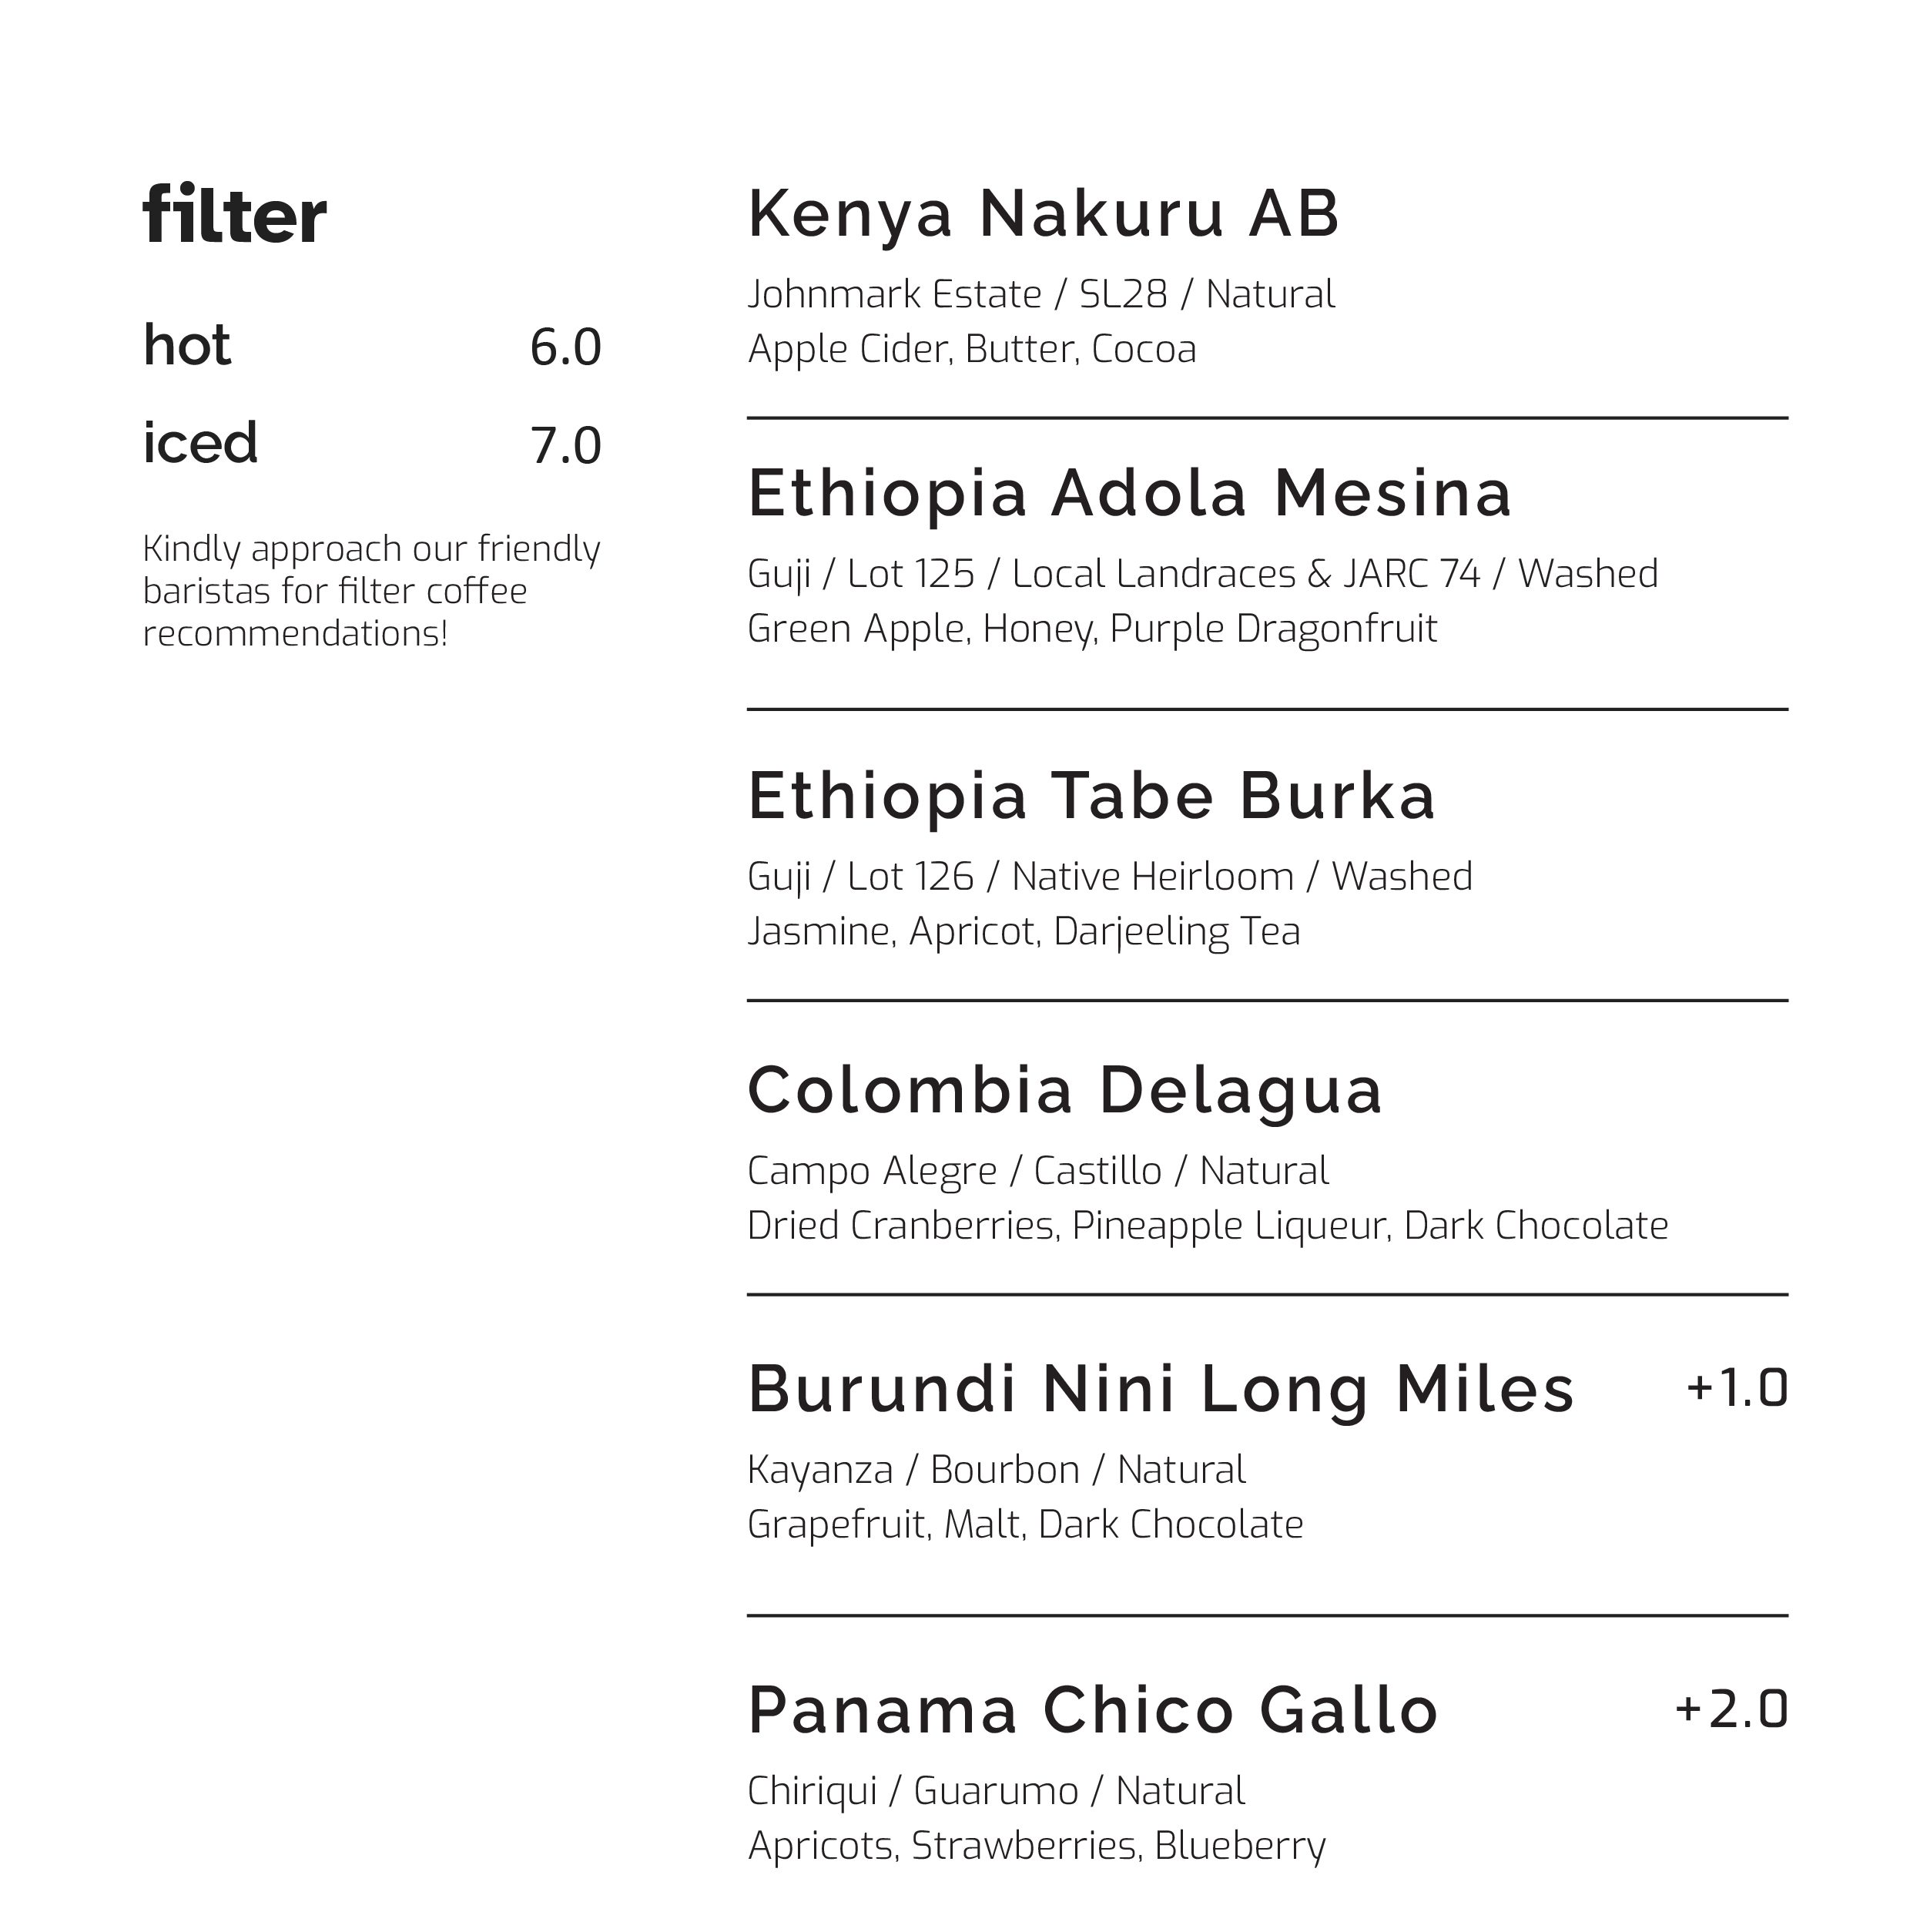 filter
hot 6.0
iced 7.0
Kindly approach our friendly
baristas for filter coffee
recommendations!
Kenya Nakuru AB
Johnmark Estate / SL28 / Natural
Apple Cider, Butter, Cocoa
Ethiopia Adola Mesina
Guji / Lot 125 / Local Landraces & JARC 74 / Washed
Green Apple, Honey, Purple Dragonfruit
Ethiopia Tabe Burka
Guji / Lot 126 / Native Heirloom / Washed
Jasmine, Apricot, Darjeeling Tea
Colombia Delagua
Campo Alegre / Castillo / Natural
Dried Cranberries, Pineapple Liqueur, Dark Chocolate
Burundi Nini Long Miles +1.0
Kayanza / Bourbon / Natural
Grapefruit, Malt, Dark Chocolate
Panama Chico Gallo +2.0
Chiriqui / Guarumo / Natural
Apricots, Strawberries, Blueberry